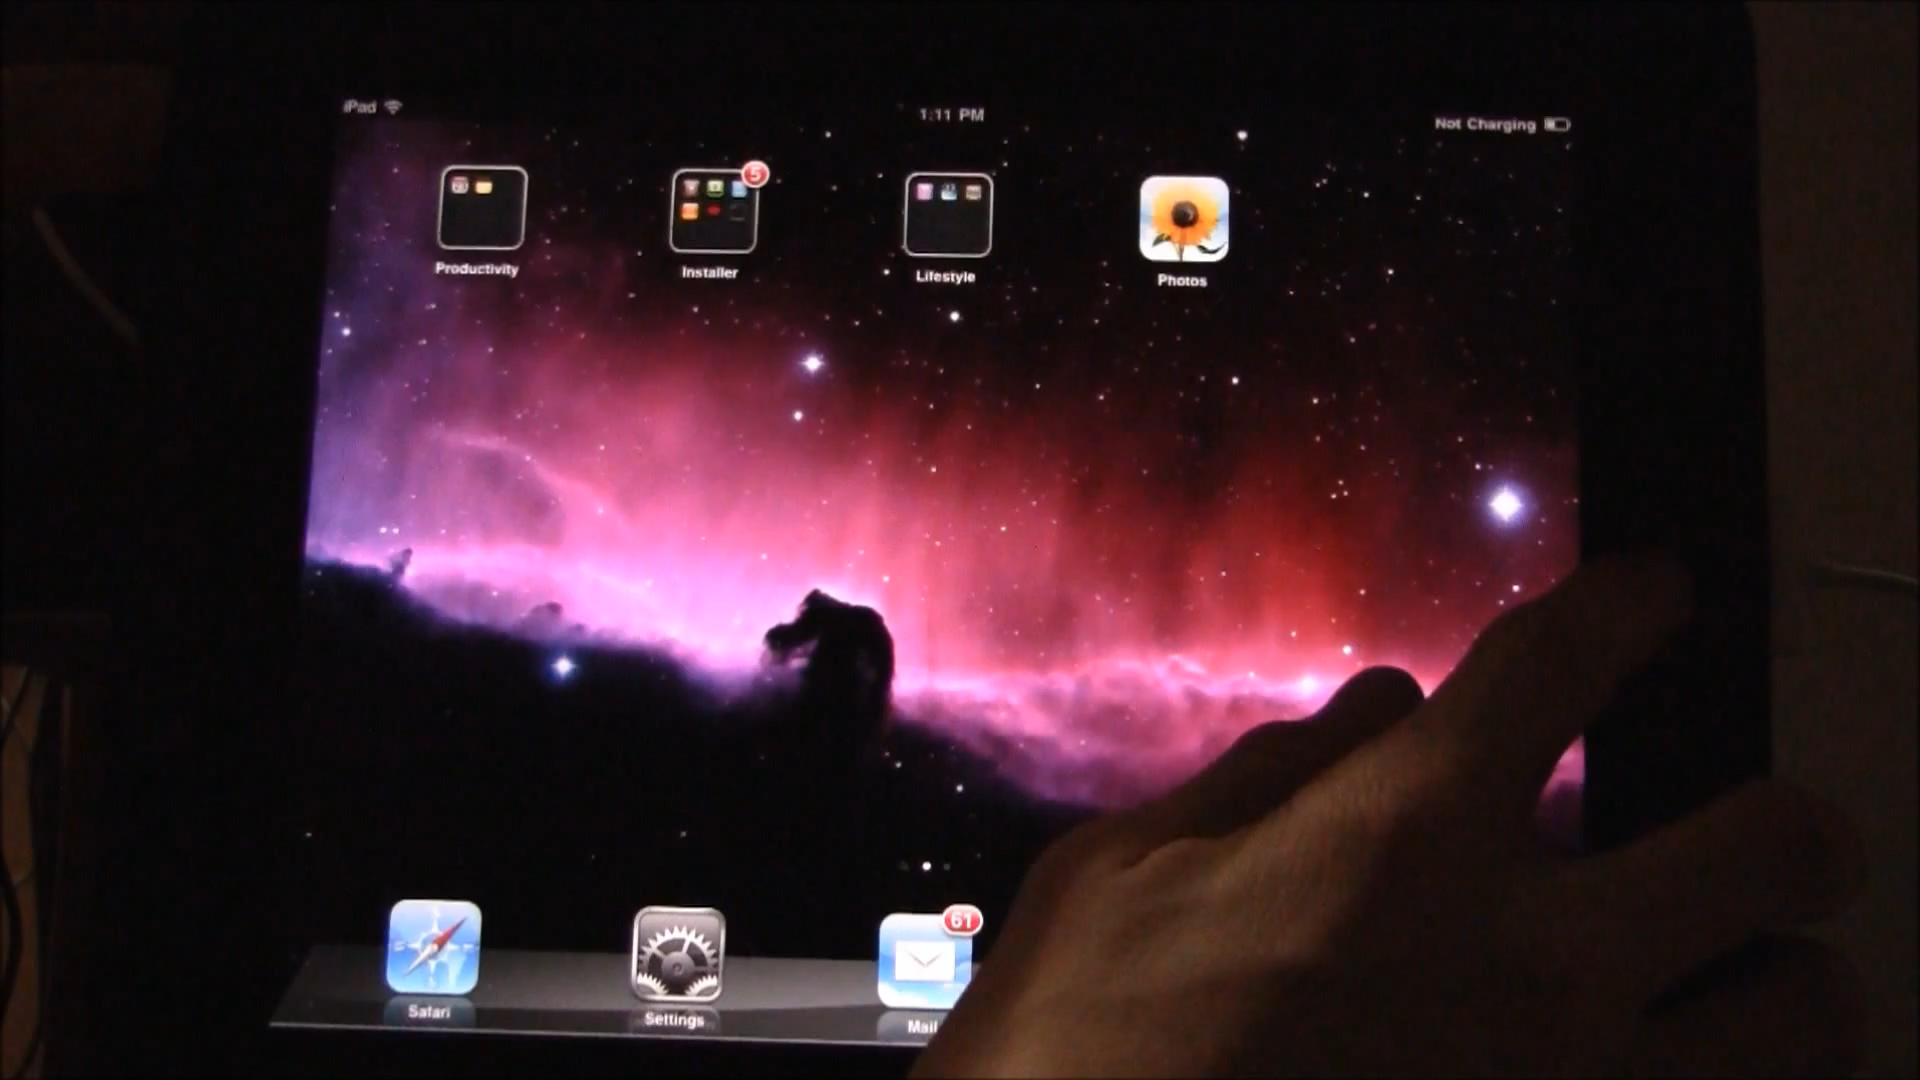 iPad
1:11 PM
Not Charging
5
Productivity
Installer
Lifestyle
Photos
61
Safari
Settings
Mail